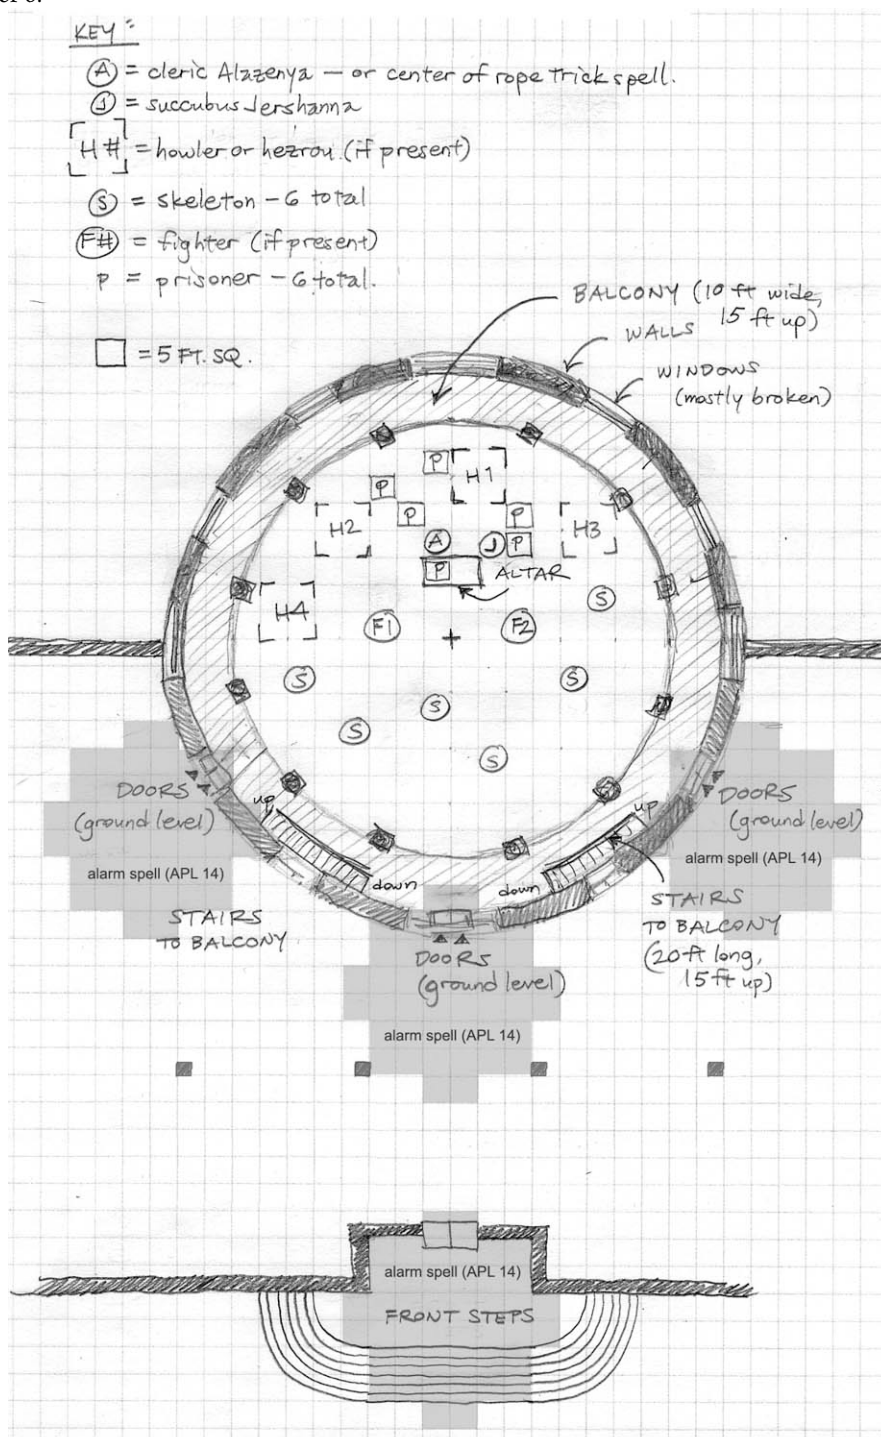 KEY:
A = cleric Alazenya — or center of rope trick spell.
J = succubus Jershanna
H# = howler or hezrou (if present)
S = skeleton - 6 total
F# = fighter (if present)
P = prisoner - 6 total.
= 5 FT. SQ.
BALCONY (10 ft wide,
15 ft up)
WALLS
WINDOWS
(mostly broken)
P
H1
P
H2
P
P
H3
A
J
P
P
ALTAR
S
H4
F1
F2
S
S
S
S
S
DOORS
(ground level)
alarm spell (APL 14)
up
down
STAIRS
TO BALCONY
DOORS
(ground level)
alarm spell (APL 14)
up
down
DOORS
(ground level)
alarm spell (APL 14)
STAIRS
TO BALCONY
(20 ft long,
15 ft up)
alarm spell (APL 14)
FRONT STEPS